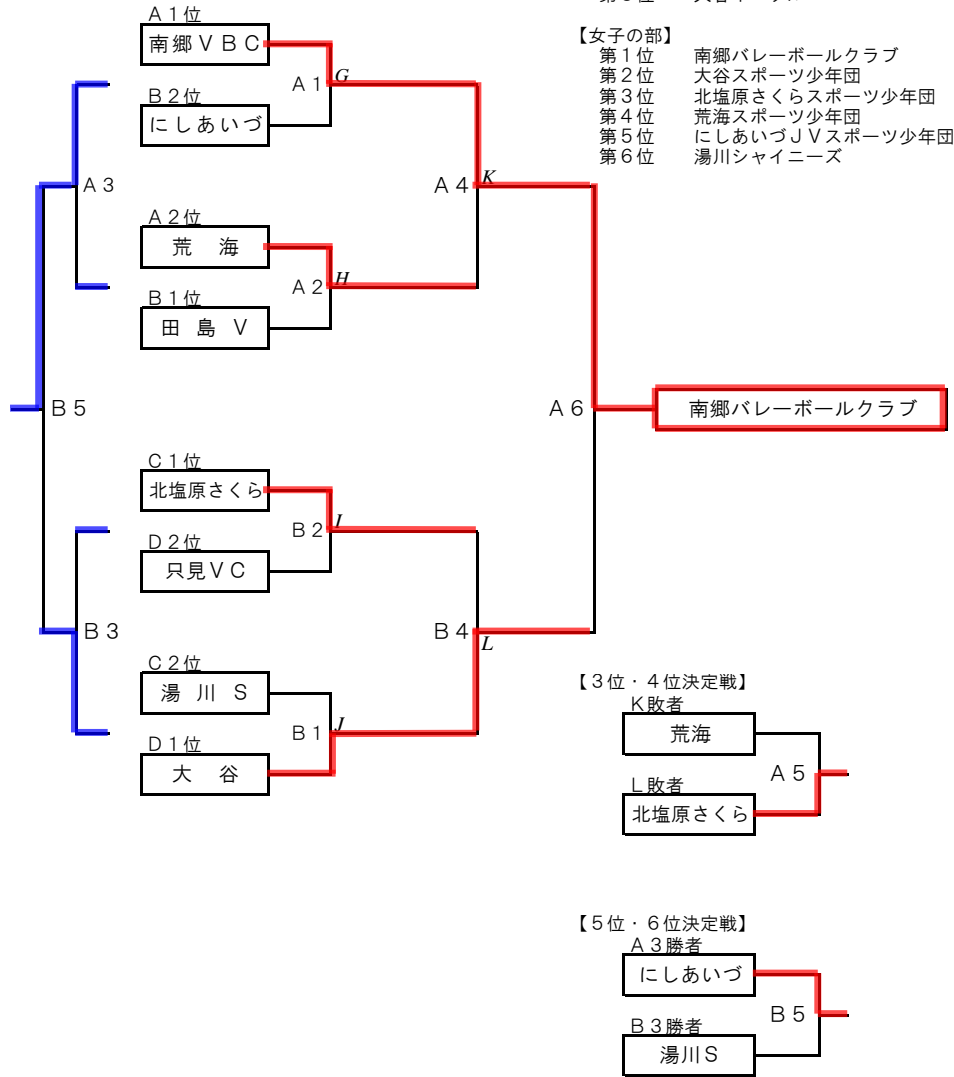 Ａ１位
南郷ＶＢＣ
Ａ１
G
Ｂ２位
にしあいづ
Ａ３
Ａ４
K
Ａ２位
荒　海
Ａ２
H
Ｂ１位
田　島　Ｖ
Ｂ５
Ａ６
南郷バレーボールクラブ
Ｃ１位
北塩原さくら
Ｂ２
I
Ｄ２位
只見ＶＣ
Ｂ３
Ｂ４
L
Ｃ２位
湯　川　Ｓ
Ｂ１
J
Ｄ１位
大　谷
【女子の部】
第１位　南郷バレーボールクラブ
第２位　大谷スポーツ少年団
第３位　北塩原さくらスポーツ少年団
第４位　荒海スポーツ少年団
第５位　にしあいづＪＶスポーツ少年団
第６位　湯川シャイニーズ
【３位・４位決定戦】
Ｋ敗者
荒海
Ａ５
Ｌ敗者
北塩原さくら
【５位・６位決定戦】
Ａ３勝者
にしあいづ
Ｂ５
Ｂ３勝者
湯川Ｓ